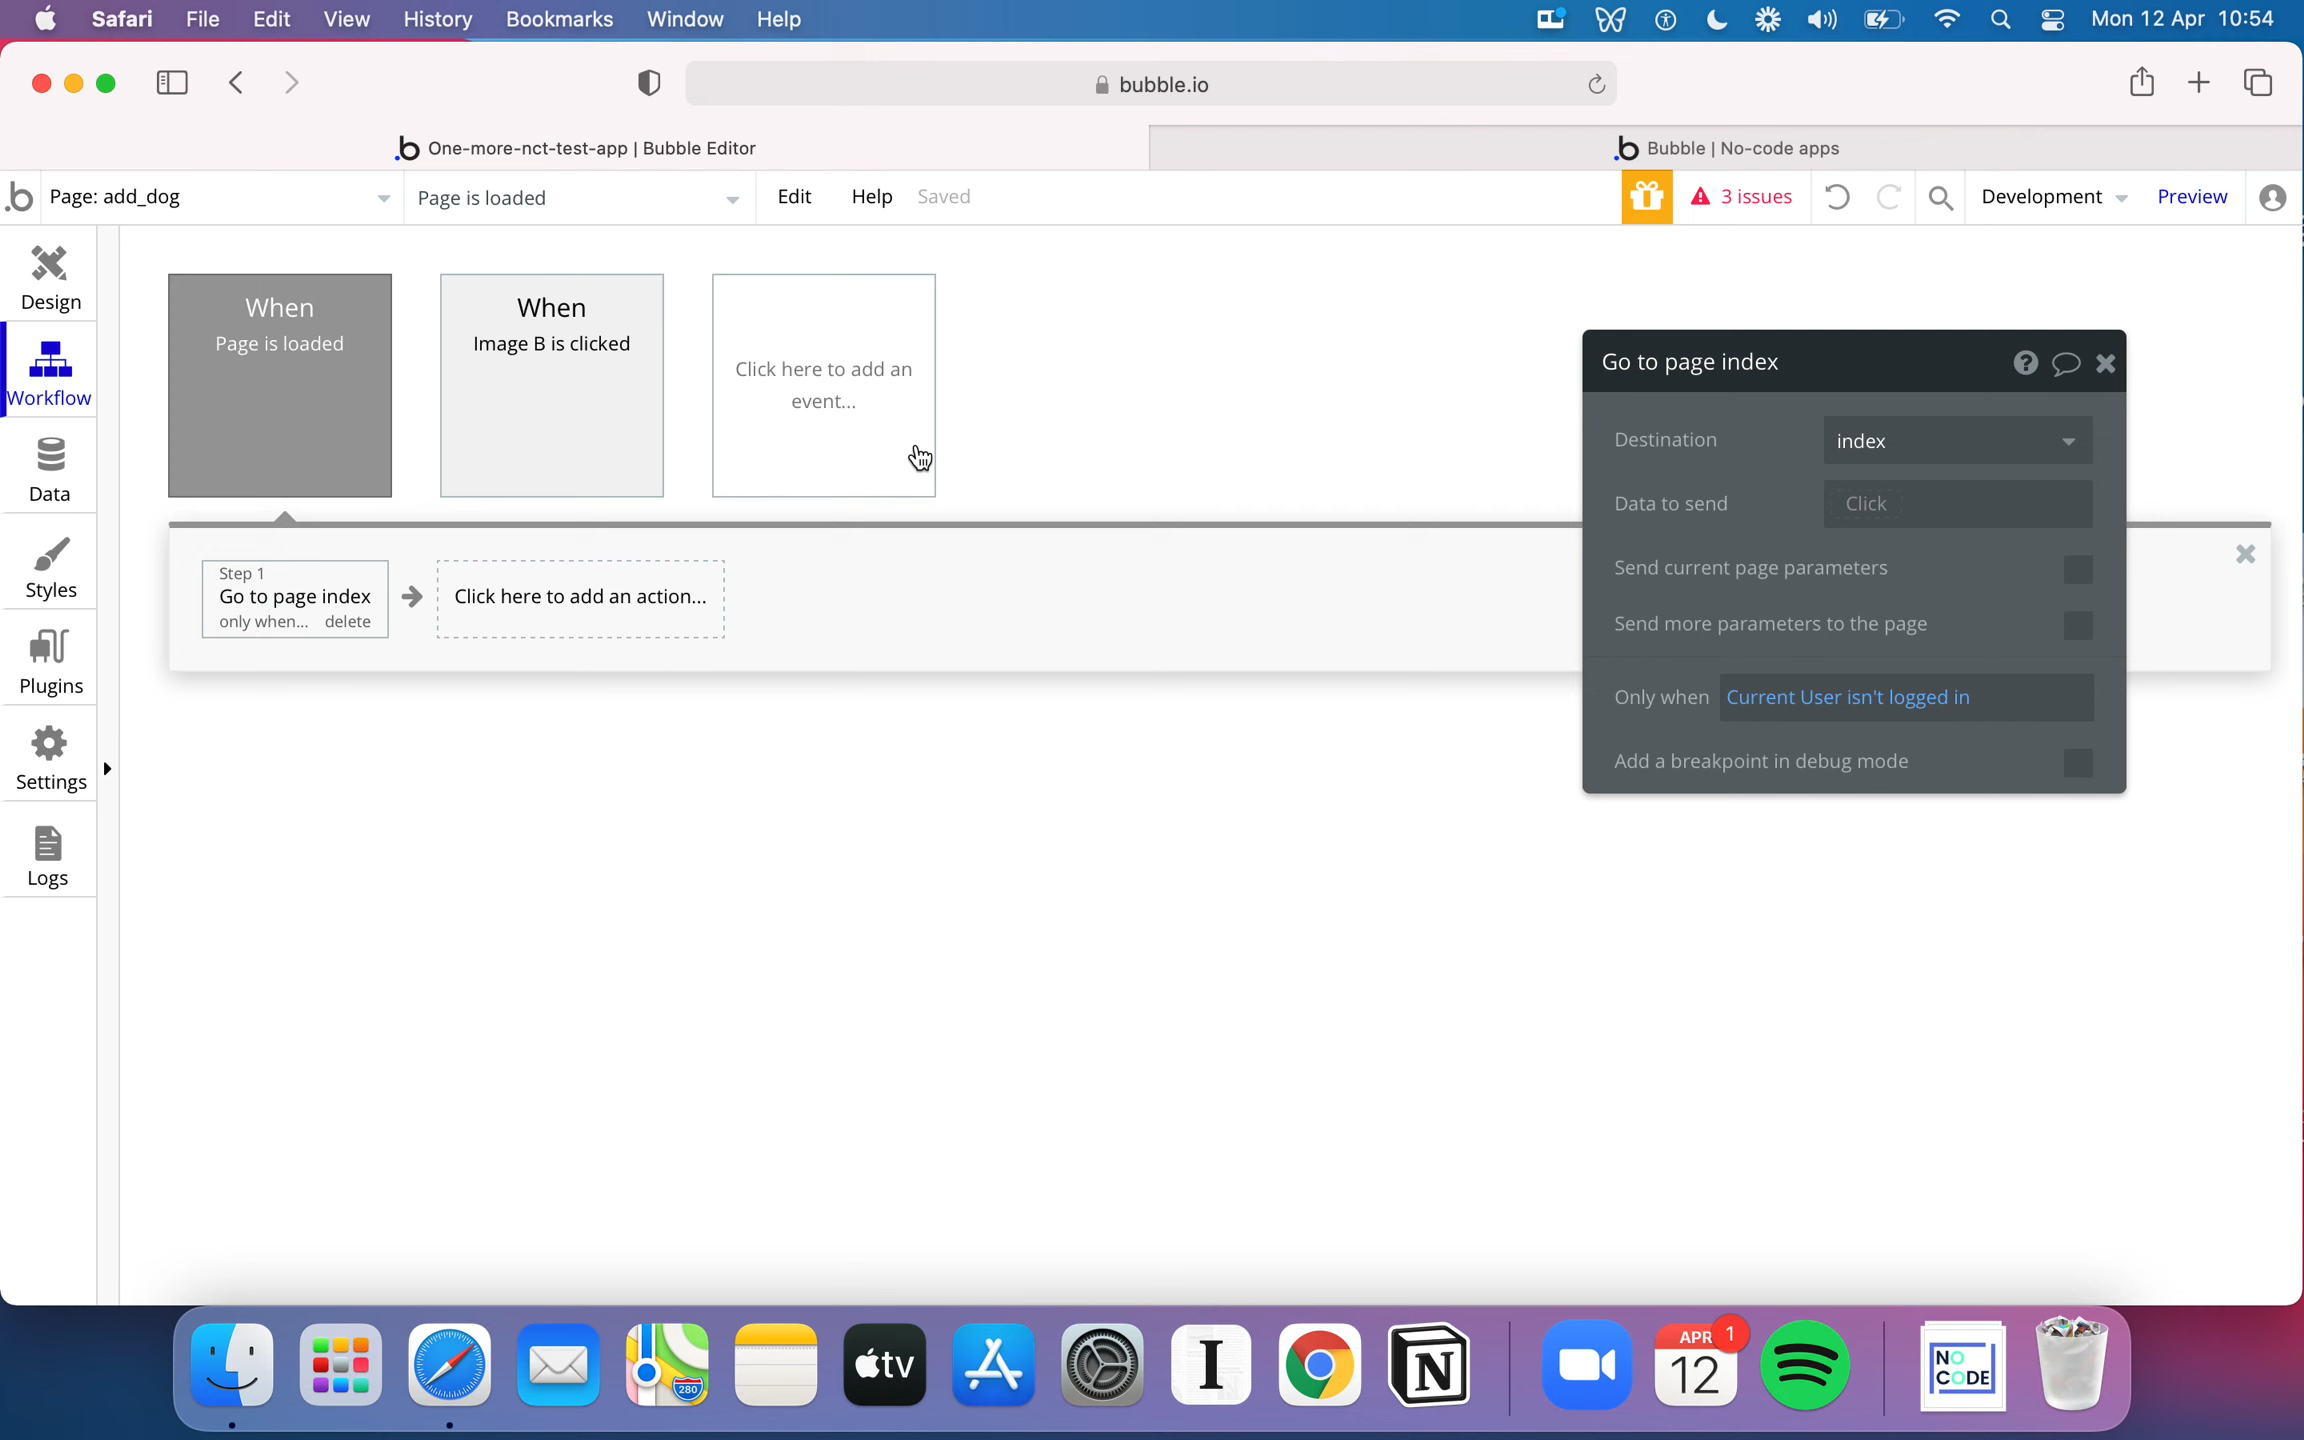 Safari File Edit View History Bookmarks Window Help Mon 12 Apr 10:54
bubble.io
One-more-nct-test-app | Bubble Editor
Bubble | No-code apps
Page: add_dog
Page is loaded
Edit Help Saved
3 issues
Development
Preview
Design
Workflow
Data
Styles
Plugins
Settings
Logs
When
Page is loaded
When
Image B is clicked
Click here to add an
event...
Step 1
Go to page index
only when... delete
Click here to add an action...
Go to page index
Destination index
Data to send Click
Send current page parameters
Send more parameters to the page
Only when Current User isn't logged in
Add a breakpoint in debug mode
280
tv
N
APR 1
12
NO
CODE